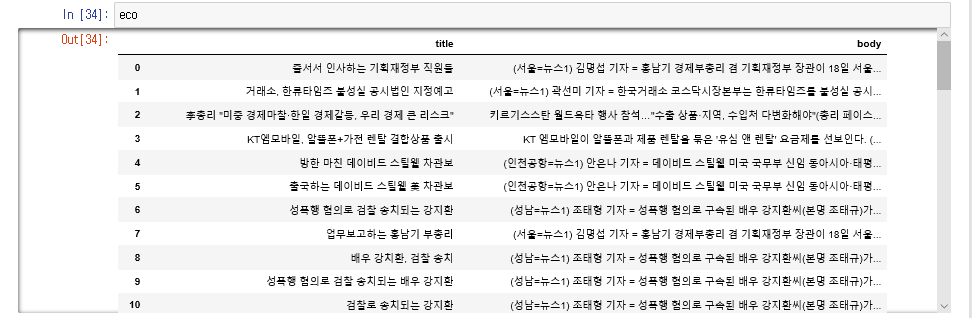 In [34]: eco
Out[34]:
title body
0 줄서서 인사하는 기획재정부 직원들 (서울=뉴스1) 김명섭 기자 = 홍남기 경제부총리 겸 기획재정부 장관이 18일 서울...
1 거래소, 한류타임즈 불성실 공시법인 지정예고 (서울=뉴스1) 곽선미 기자 = 한국거래소 코스닥시장본부는 한류타임즈를 불성실 공시...
2 李총리 "미중 경제마찰·한일 경제갈등, 우리 경제 큰 리스크" 키르기스스탄 월드옥타 행사 참석..."수출 상품·지역, 수입처 다변화해야"(총리 페이스...
3 KT엠모바일, 알뜰폰+가전 렌탈 결합상품 출시 KT 엠모바일이 알뜰폰과 제품 렌탈을 묶은 '유심 앤 렌탈' 요금제를 선보인다. (...
4 방한 마친 데이비드 스틸웰 차관보 (인천공항=뉴스1) 안은나 기자 = 데이비드 스틸웰 미국 국무부 신임 동아시아·태평...
5 출국하는 데이비드 스틸웰 美 차관보 (인천공항=뉴스1) 안은나 기자 = 데이비드 스틸웰 미국 국무부 신임 동아시아·태평...
6 성폭행 혐의로 검찰 송치되는 강지환 (성남=뉴스1) 조태형 기자 = 성폭행 혐의로 구속된 배우 강지환씨(본명 조태규)가...
7 업무보고하는 홍남기 부총리 (서울=뉴스1) 김명섭 기자 = 홍남기 경제부총리 겸 기획재정부 장관이 18일 서울...
8 배우 강치환, 검찰 송치 (성남=뉴스1) 조태형 기자 = 성폭행 혐의로 구속된 배우 강지환씨(본명 조태규)가...
9 성폭행 혐의로 검찰 송치되는 배우 강지환 (성남=뉴스1) 조태형 기자 = 성폭행 혐의로 구속된 배우 강지환씨(본명 조태규)가...
10 검찰로 송치되는 강지환 (성남=뉴스1) 조태형 기자 = 성폭행 혐의로 구속된 배우 강지환씨(본명 조태규)가...